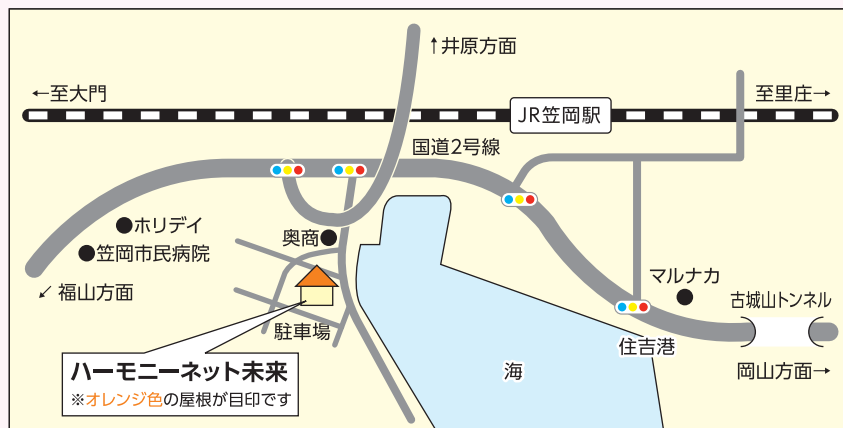 ↑井原方面
←至大門
至里庄→
JR笠岡駅
国道2号線
ホリデイ
奥商
笠岡市民病院
マルナカ
↙福山方面
古城山トンネル
駐車場
住吉港
ハーモニーネット未来
海
岡山方面→
※オレンジ色の屋根が目印です